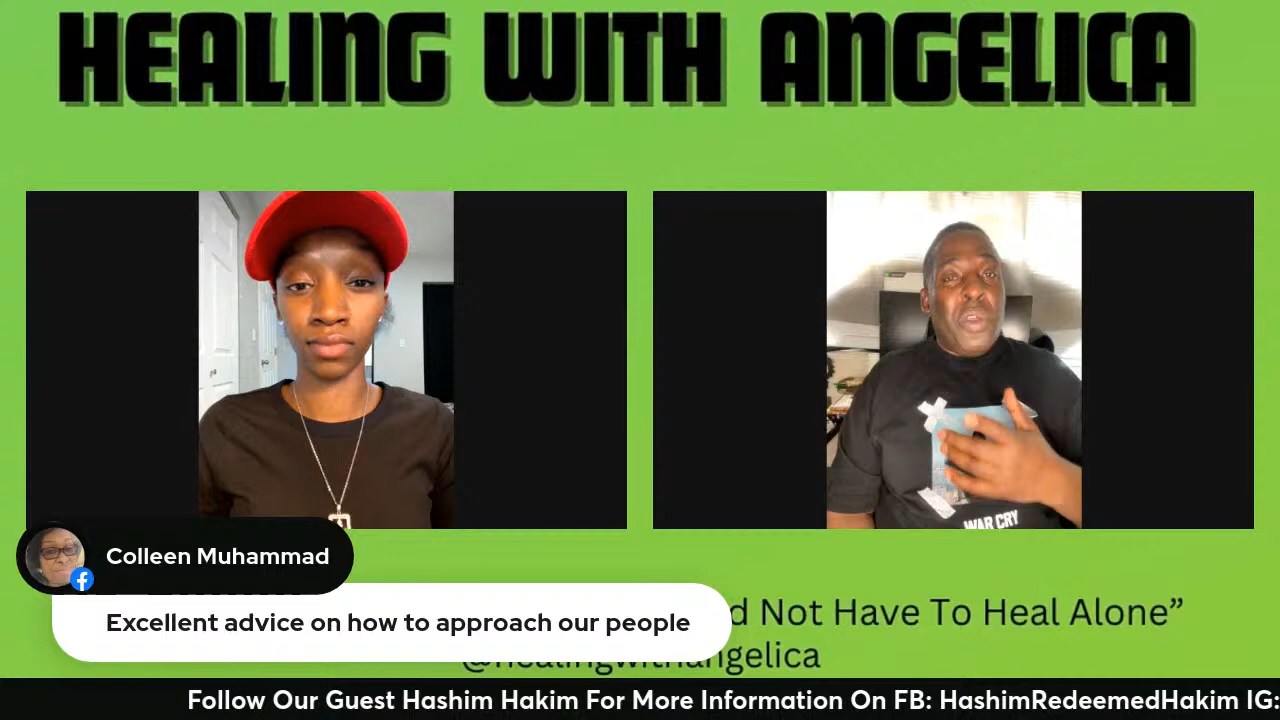 HEALING WITH ANGELICA
WAR CRY
Colleen Muhammad
Excellent advice on how to approach our people
Not Have To Heal Alone”
@healingwithangelica
Follow Our Guest Hashim Hakim For More Information On FB: HashimRedeemedHakim IG: